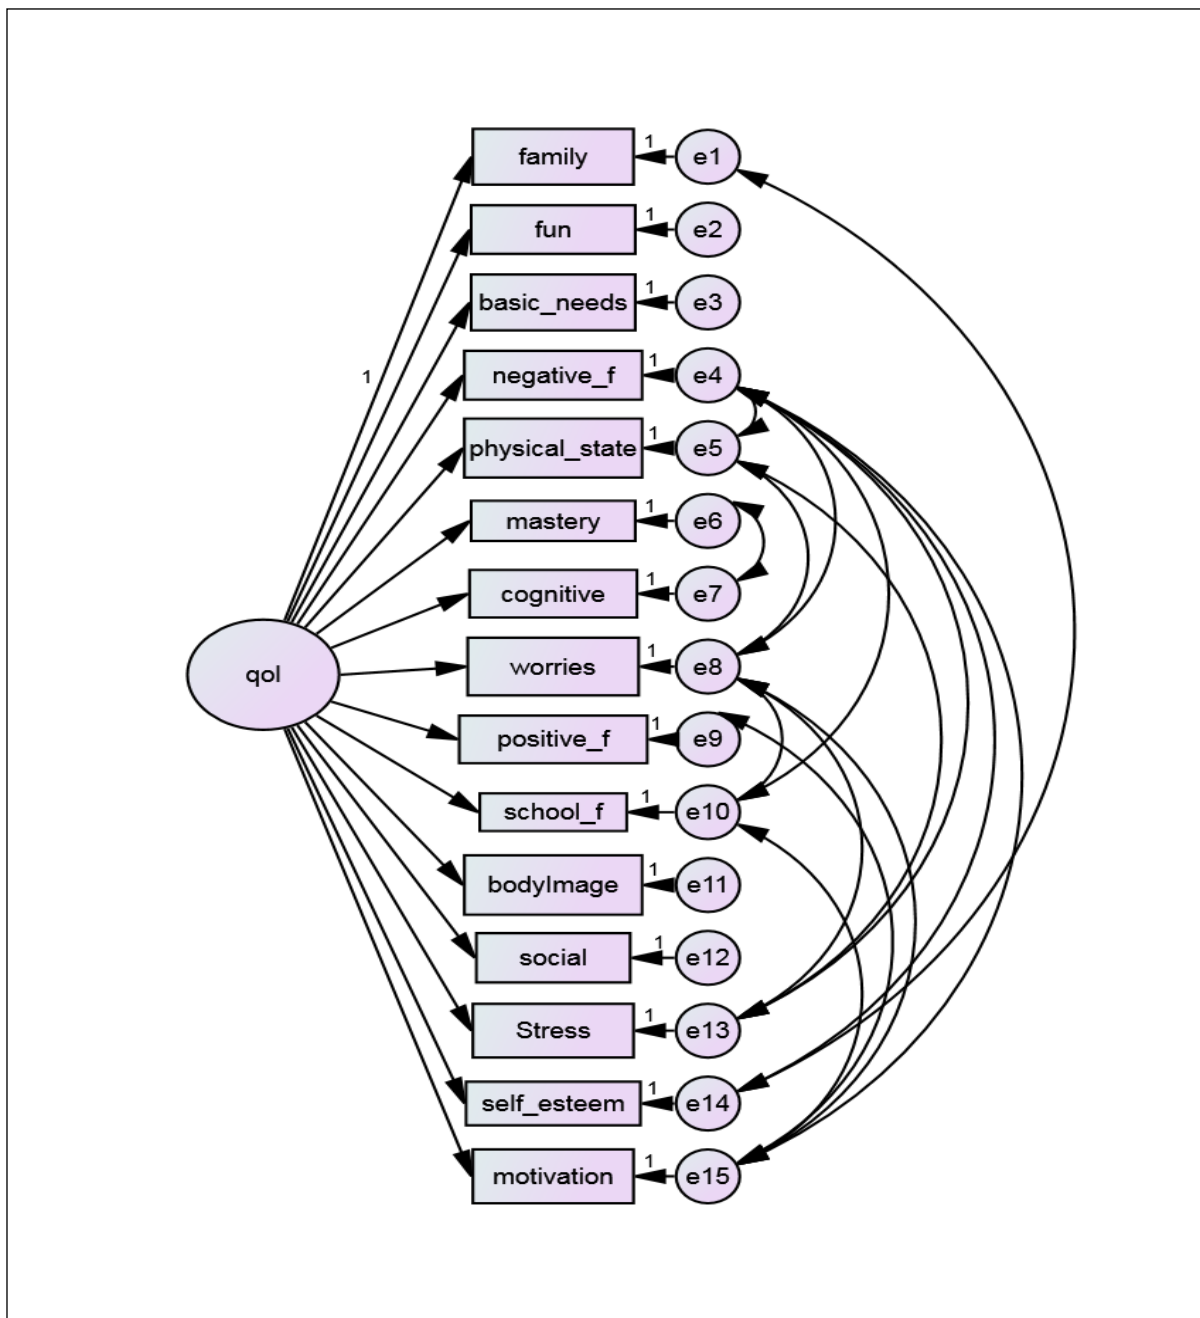 1 family 1 e1
fun 1 e2
basic_needs 1 e3
negative_f 1 e4
physical_state 1 e5
mastery 1 e6
cognitive 1 e7
qol
worries 1 e8
positive_f 1 e9
school_f 1 e10
bodyImage 1 e11
social 1 e12
Stress 1 e13
self_esteem 1 e14
motivation 1 e15